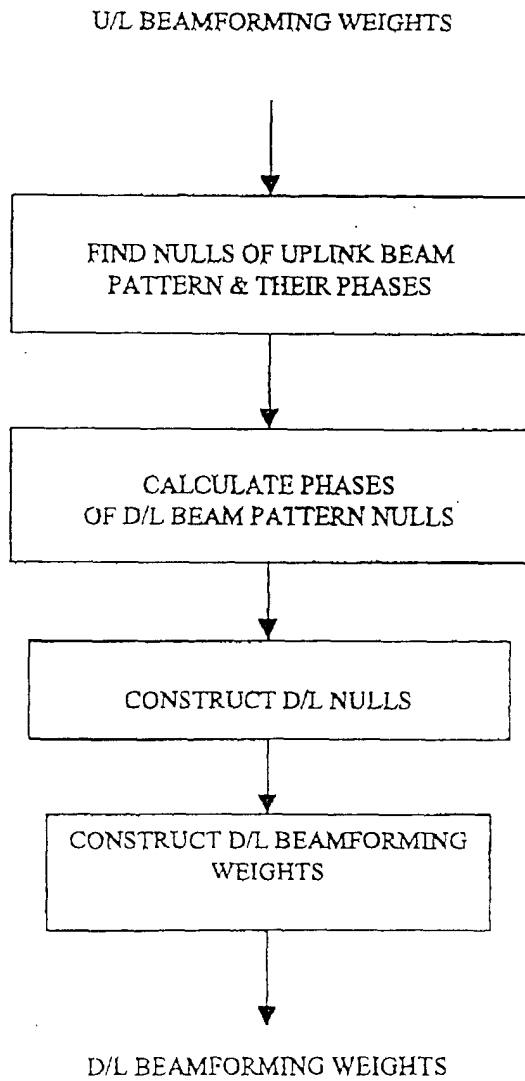 U/L BEAMFORMING WEIGHTS
FIND NULLS OF UPLINK BEAM
PATTERN & THEIR PHASES
CALCULATE PHASES
OF D/L BEAM PATTERN NULLS
CONSTRUCT D/L NULLS
CONSTRUCT D/L BEAMFORMING
WEIGHTS
D/L BEAMFORMING WEIGHTS